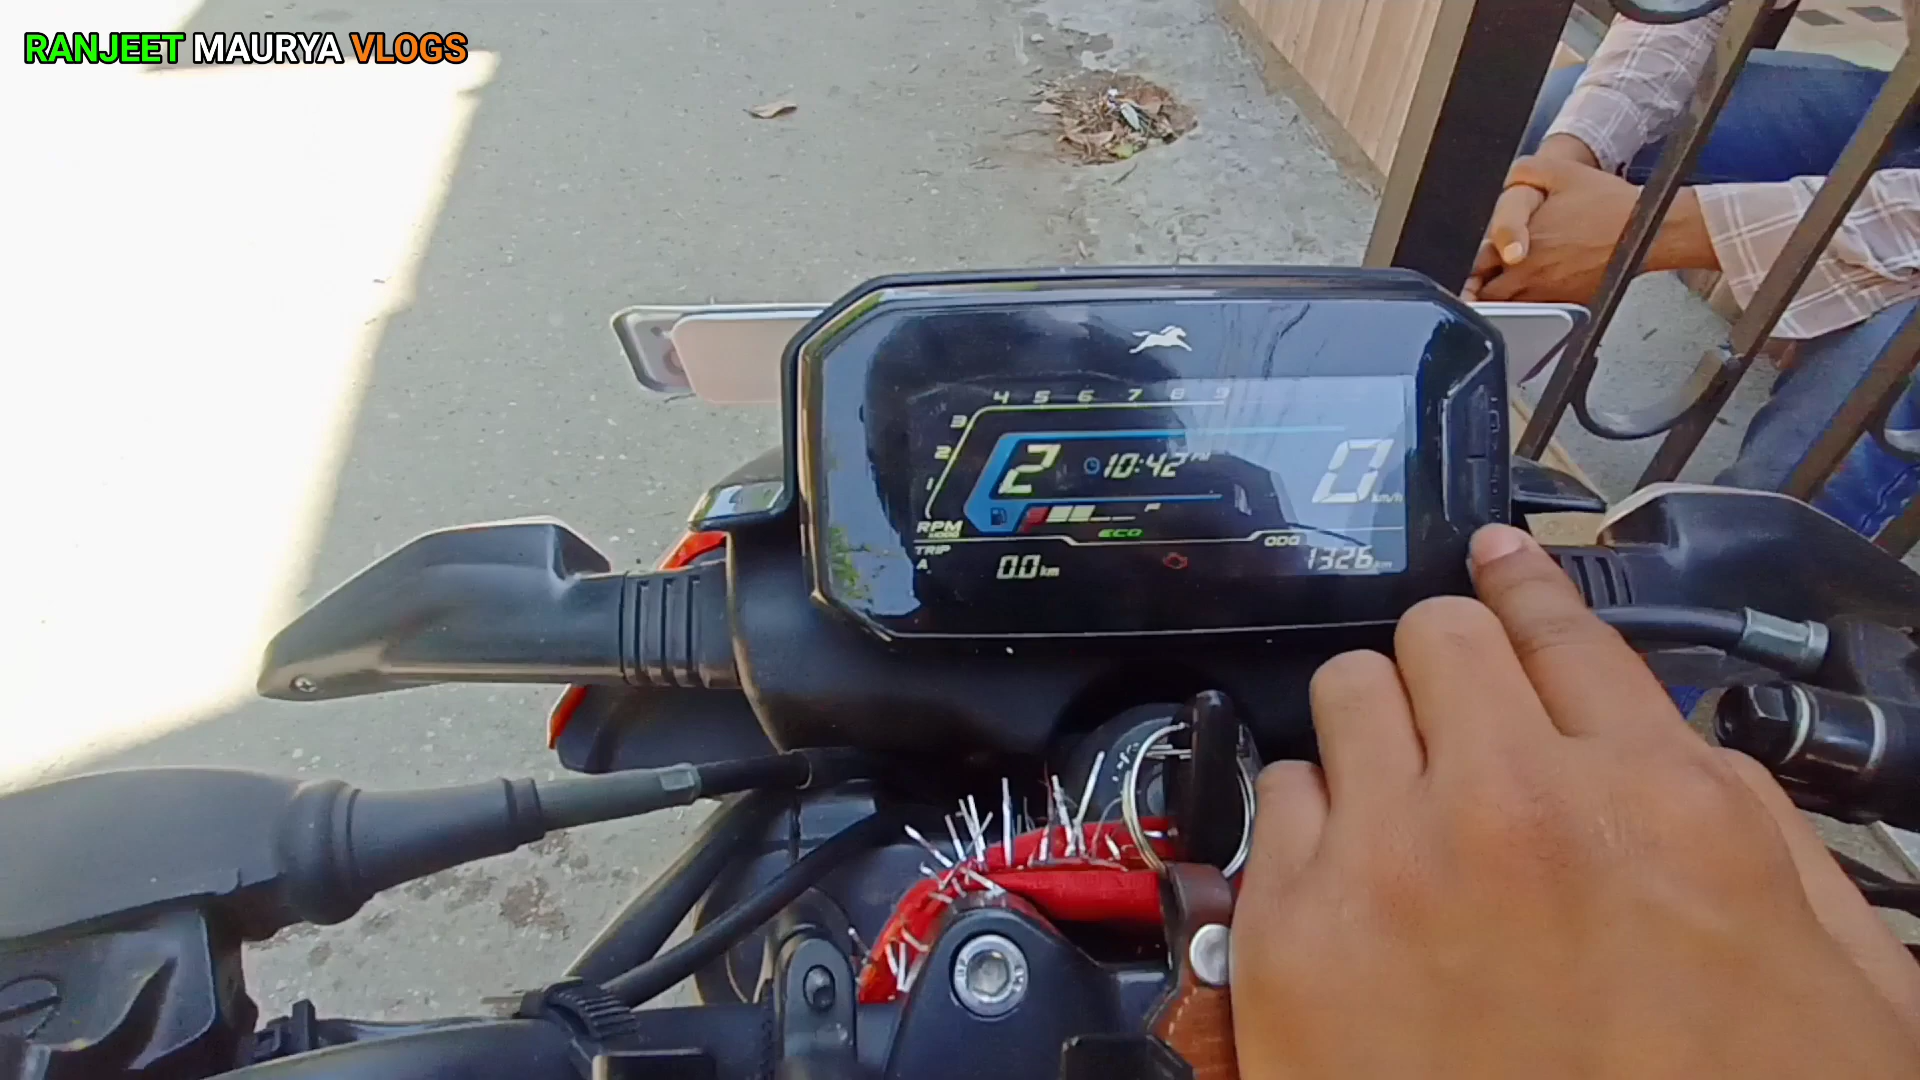 RANJEET MAURYA VLOGS
4 5 6 7 8 9
3
2
1
2 10:42 PM 0 km/h
F
RPM
ECO
TRIP ODO
A 0.0 km 1326 km